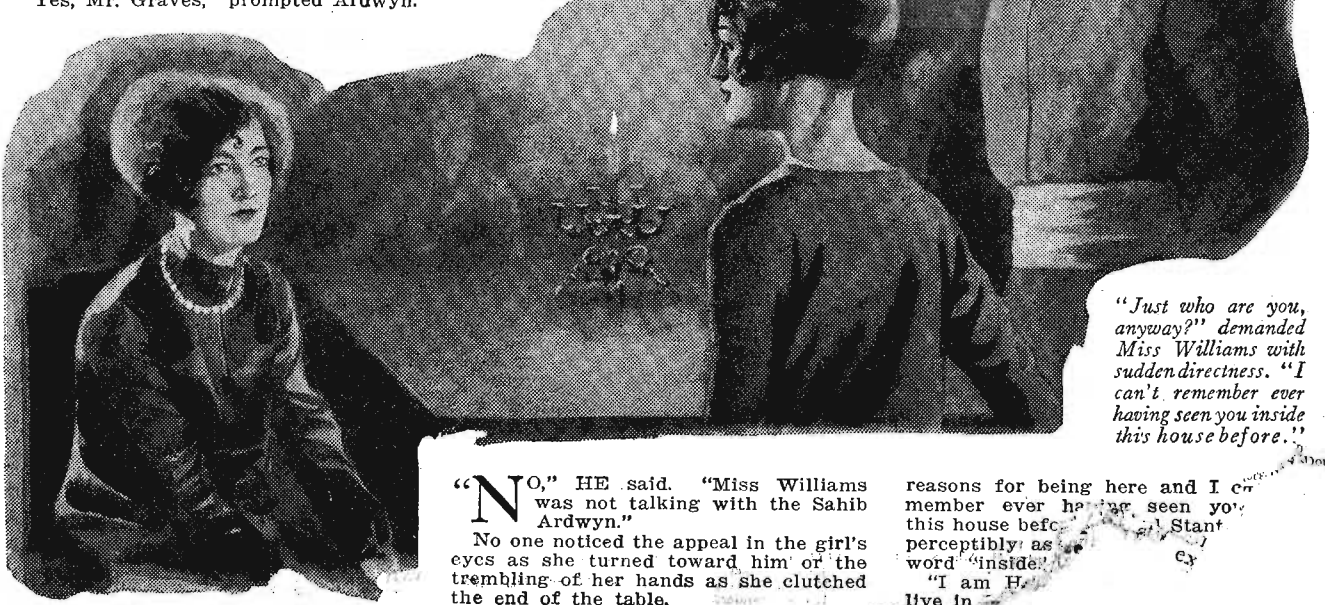 Yes, Mr. Graves," prompted Ardwyn.
"Just who are you,
anyway?" demanded
Miss Williams with
sudden directness. "I
can't remember ever
having seen you inside
this house before."
"NO," HE said. "Miss Williams
was not talking with the Sahib
Ardwyn."
No one noticed the appeal in the girl's
eyes as she turned toward him or the
trembling of her hands as she clutched
the end of the table.
reasons for being here and I
member ever seen
this house
perceptibly as
word "inside."
"I am
live in